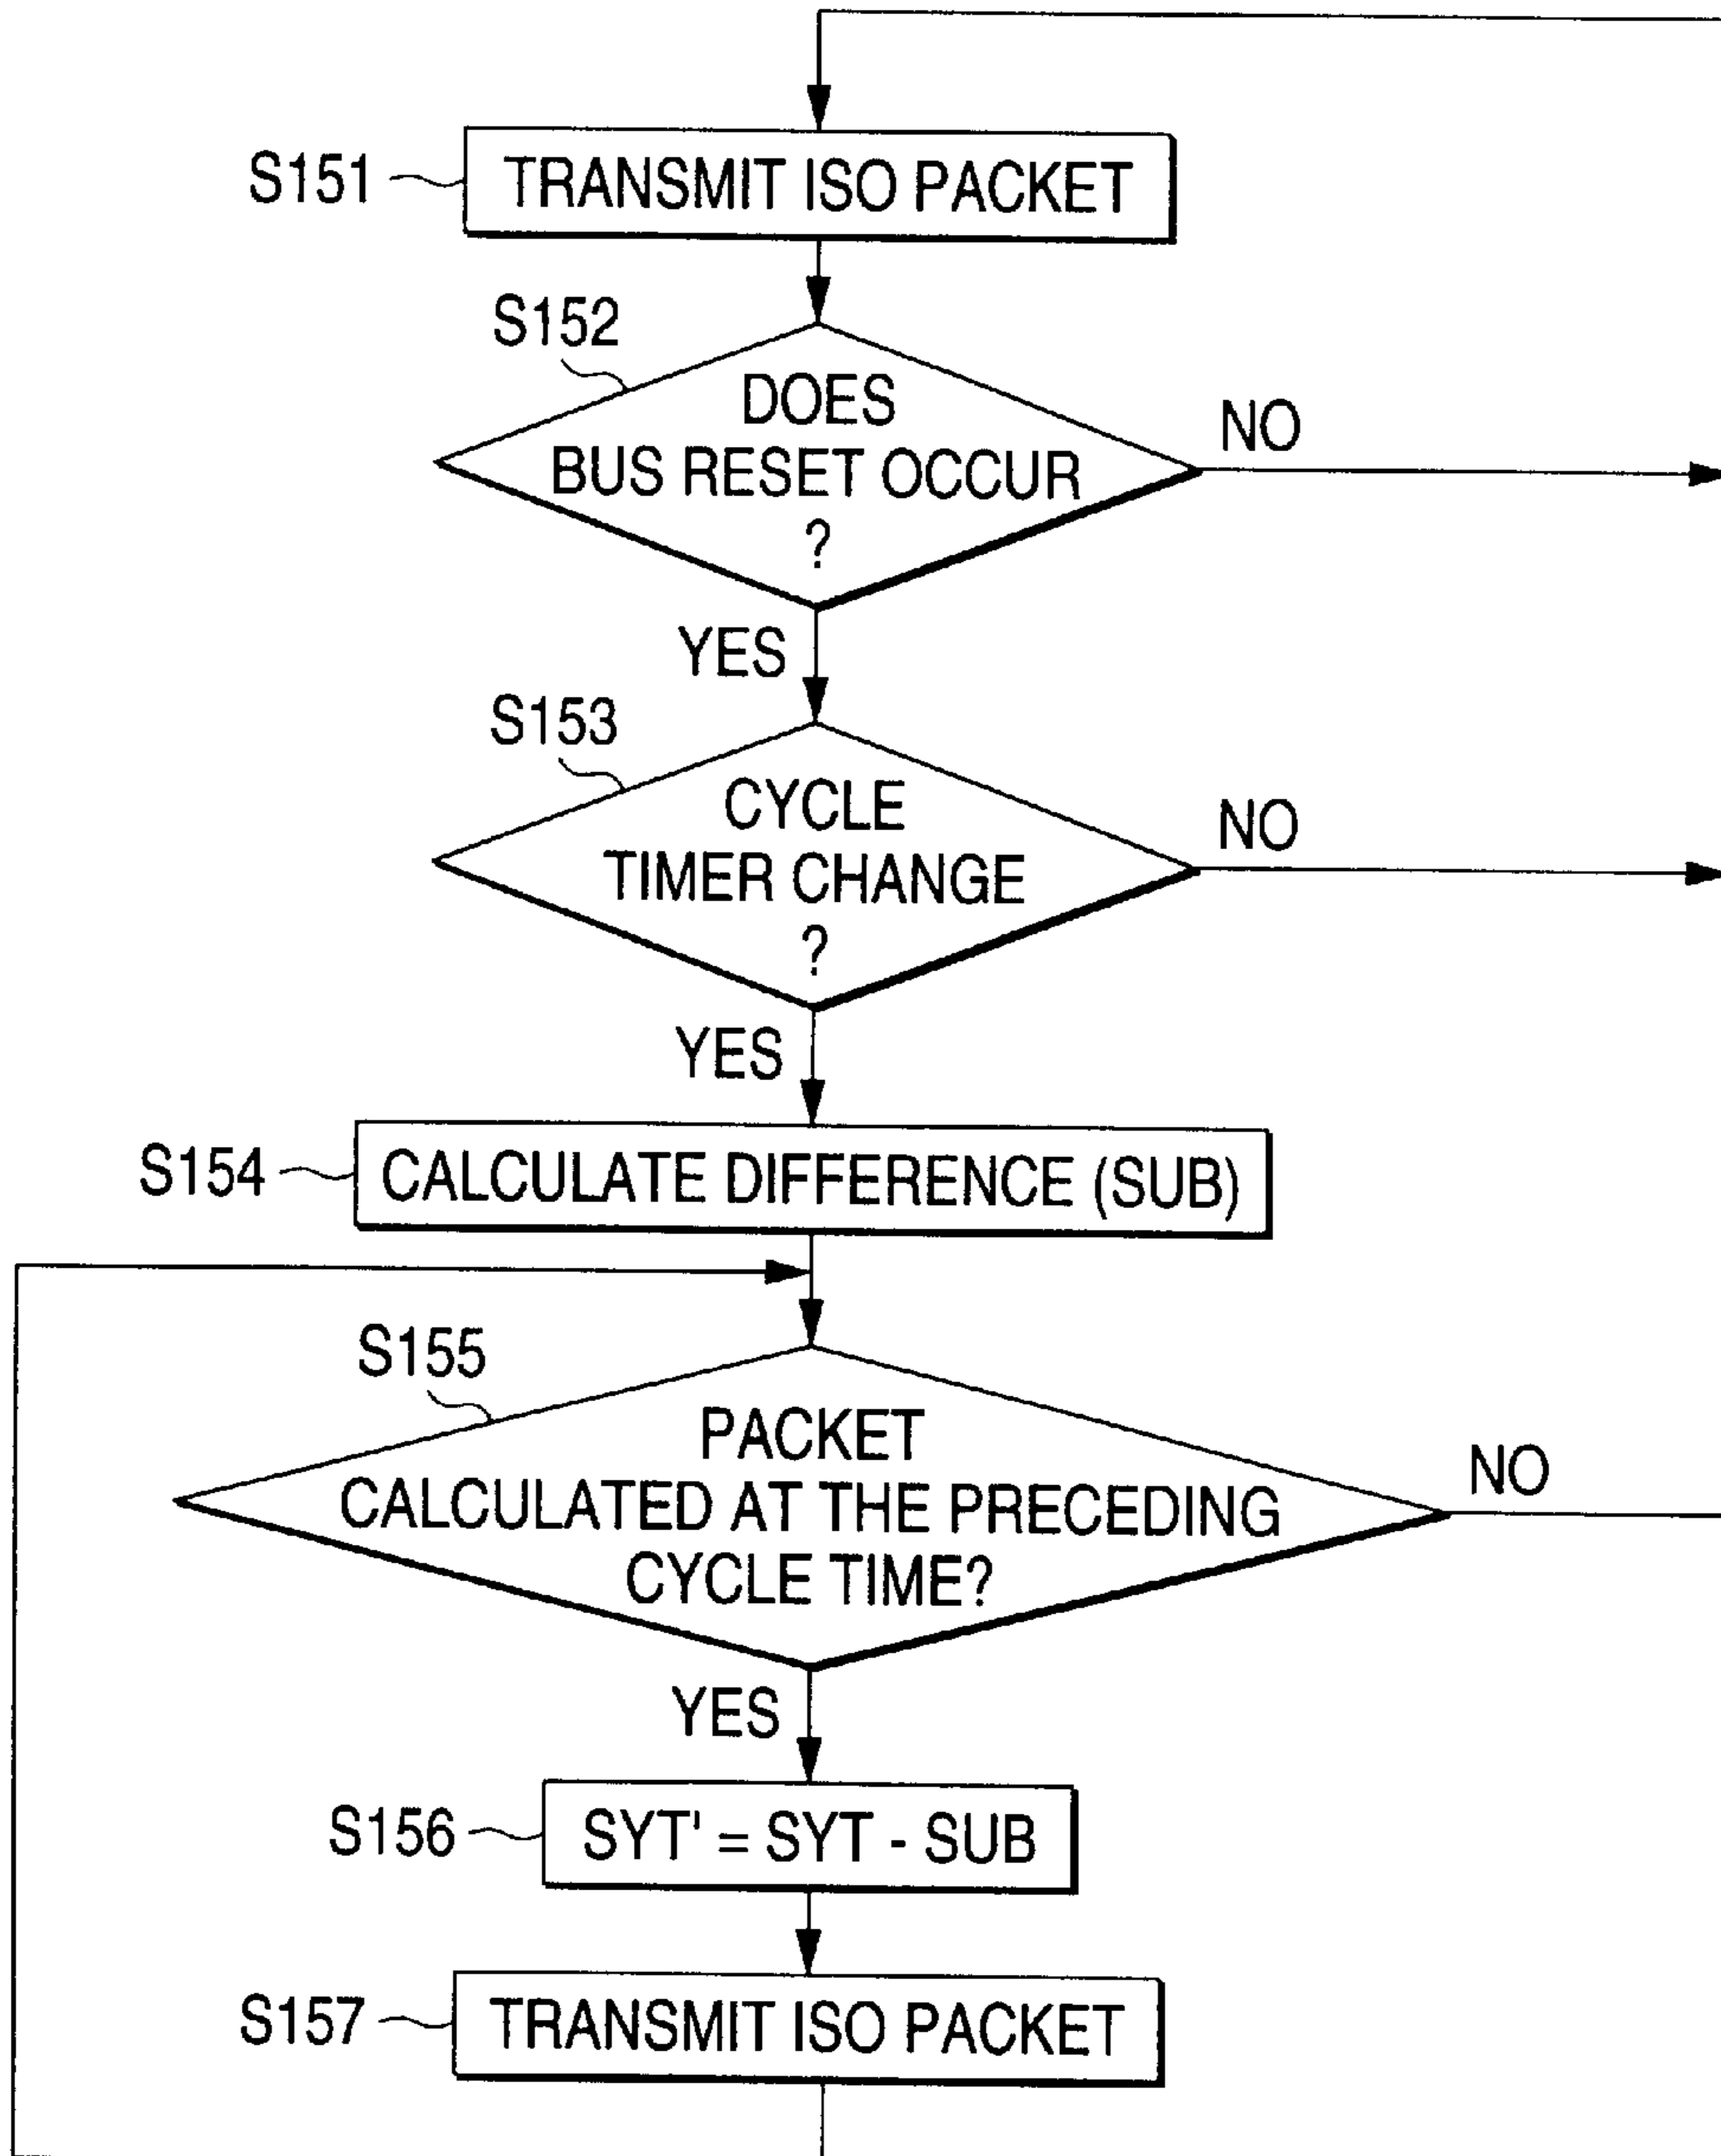 S151
TRANSMIT ISO PACKET
S152
DOES
BUS RESET OCCUR
?
NO
YES
S153
CYCLE
TIMER CHANGE
?
NO
YES
S154
CALCULATE DIFFERENCE (SUB)
S155
PACKET
CALCULATED AT THE PRECEDING
CYCLE TIME?
NO
YES
S156
SYT' = SYT - SUB
S157
TRANSMIT ISO PACKET